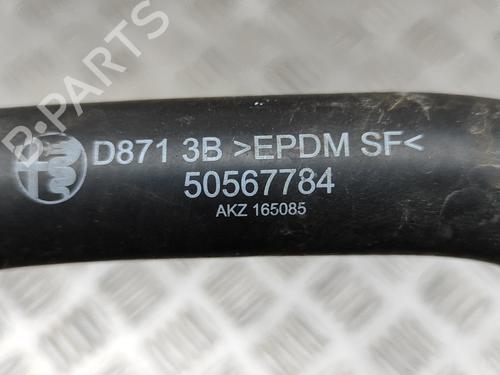 B-PARTS
D871 3B >EPDM SF<
50567784
AKZ 165085